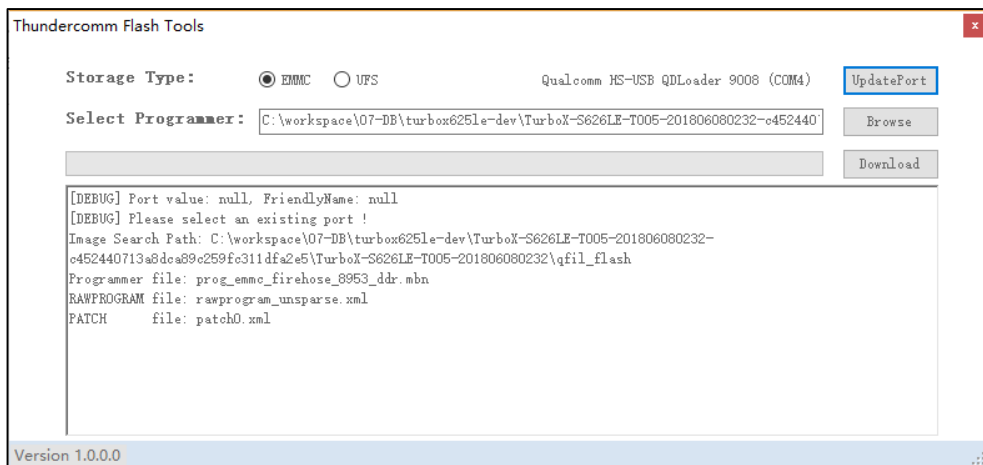 Thundercomm Flash Tools
x
Storage Type: EMMC UFS Qualcomm HS-USB QDLoader 9008 (COM4) UpdatePort
Select Programmer: C:\workspace\07-DB\turbox625le-dev\TurboX-S626LE-T005-201806080232-c452440 Browse
Download
[DEBUG] Port value: null, FriendlyName: null
[DEBUG] Please select an existing port !
Image Search Path: C:\workspace\07-DB\turbox625le-dev\TurboX-S626LE-T005-201806080232-
c452440713a8dca89c259fc311dfa2e5\TurboX-S626LE-T005-201806080232\qfil_flash
Programmer file: prog_emmc_firehose_8953_ddr.mbn
RAWPROGRAM file: rawprogram_unsparse.xml
PATCH file: patch0.xml
Version 1.0.0.0